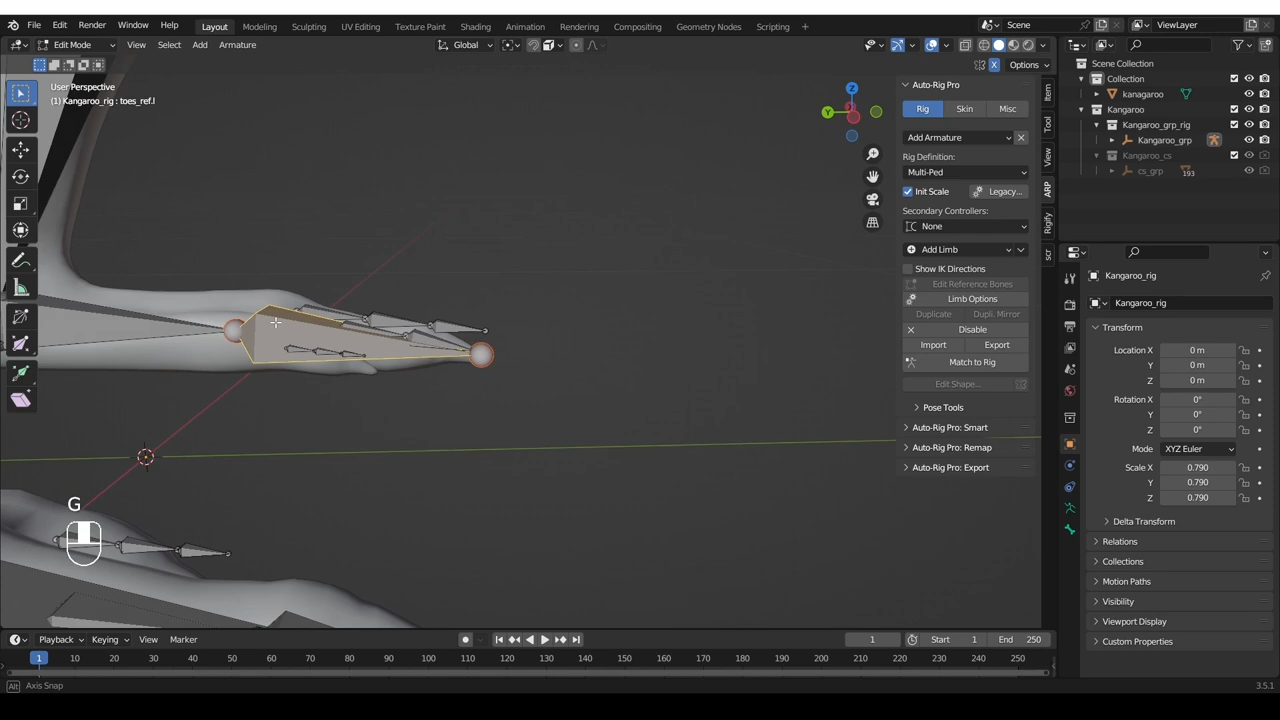 File Edit Render Window Help Layout Modeling Sculpting UV Editing Texture Paint Shading Animation Rendering Compositing Geometry Nodes Scripting + Scene ViewLayer
Edit Mode View Select Add Armature Global
Options
User Perspective
(1) Kangaroo_rig : toes_ref.l
Z
Y
G
Auto-Rig Pro
Rig Skin Misc
Add Armature
Rig Definition:
Multi-Ped
Init Scale Legacy...
Secondary Controllers:
None
Add Limb
Show IK Directions
Edit Reference Bones
Limb Options
Duplicate Dupli. Mirror
Disable
Import Export
Match to Rig
Edit Shape...
Pose Tools
Auto-Rig Pro: Smart
Auto-Rig Pro: Remap
Auto-Rig Pro: Export
Item
Tool
View
ARP
Rigify
scr
Scene Collection
Collection
kanagaroo
Kangaroo
Kangaroo_grp_rig
Kangaroo_grp
Kangaroo_cs
cs_grp 193
Kangaroo_rig
Kangaroo_rig
Transform
Location X 0 m
Y 0 m
Z 0 m
Rotation X 0°
Y 0°
Z 0°
Mode XYZ Euler
Scale X 0.790
Y 0.790
Z 0.790
Delta Transform
Relations
Collections
Motion Paths
Visibility
Viewport Display
Custom Properties
Playback Keying View Marker 1 Start 1 End 250
1 10 20 30 40 50 60 70 80 90 100 110 120 130 140 150 160 170 180 190 200 210 220 230 240 250
Alt Axis Snap 3.5.1